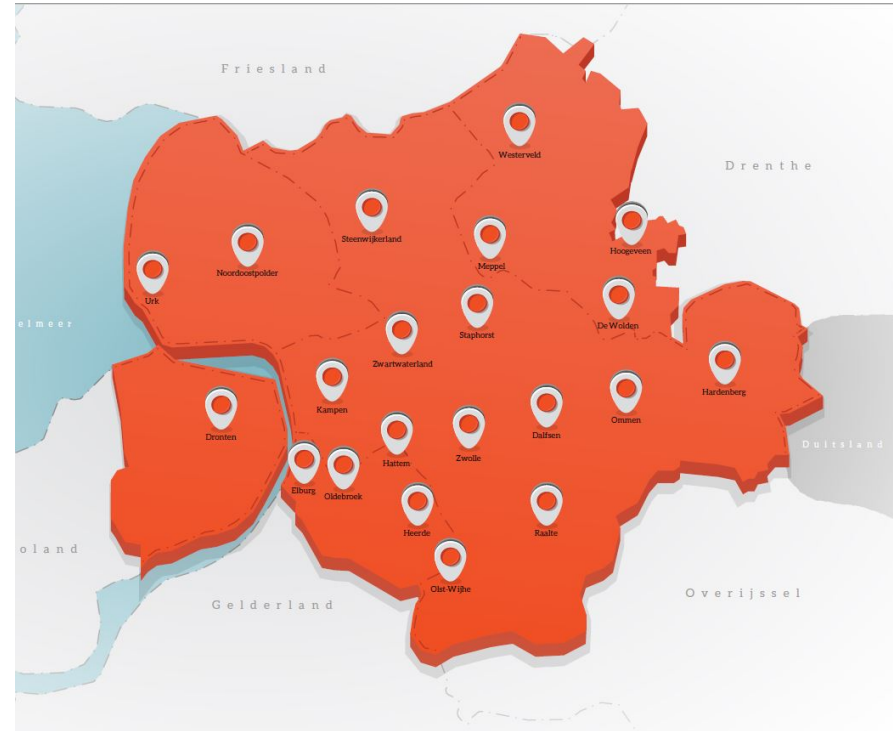 Friesland
Westerveld
Drenthe
Steenwijkerland
Hoogeveen
Meppel
Noordoostpolder
Urk
elmeer
De Wolden
Staphorst
Zwartwaterland
Hardenberg
Kampen
Ommen
Dronten
Dalfsen
Duitsland
Zwolle
Hattem
Elburg
Oldebroek
Heerde
Raalte
oland
Olst-Wijhe
Overijssel
Gelderland